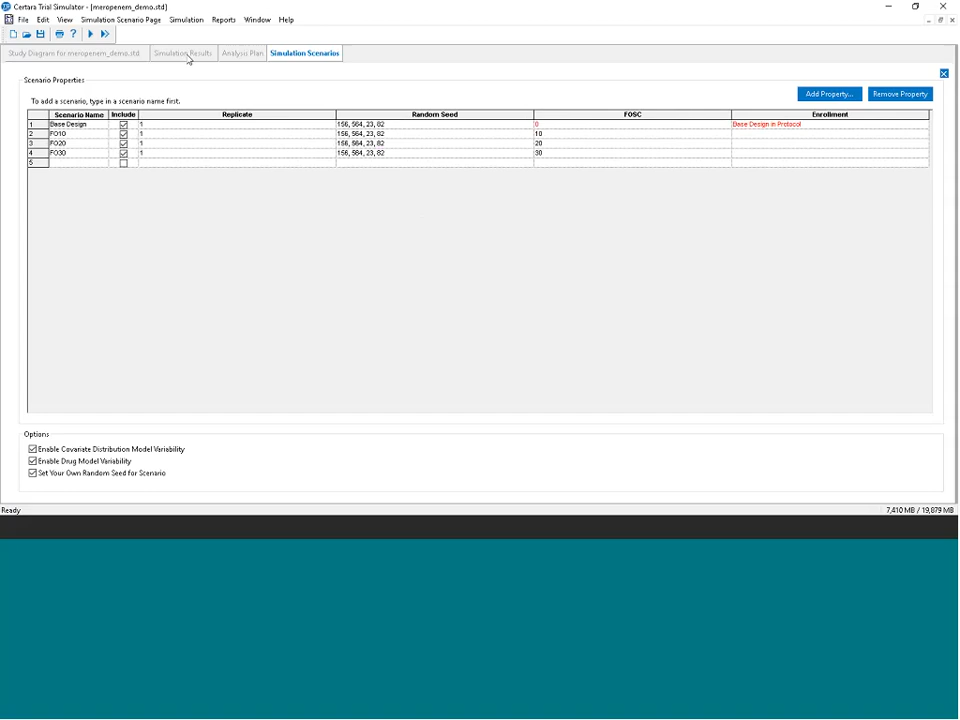 Certara Trial Simulator - [meropenem_demo.std]
File Edit View Simulation Scenario Page Simulation Reports Window Help
Study Diagram for meropenem_demo.std Simulation Results Analysis Plan Simulation Scenarios
Scenario Properties
To add a scenario, type in a scenario name first.
Add Property... Remove Property
Scenario Name Include Replicate Random Seed FOSC Enrollment
1 Base Design 1 156, 564, 23, 82 0 Base Design in Protocol
2 FO10 1 156, 564, 23, 82 10
3 FO20 1 156, 564, 23, 82 20
4 FO30 1 156, 564, 23, 82 30
5
Options
Enable Covariate Distribution Model Variability
Enable Drug Model Variability
Set Your Own Random Seed for Scenario
Ready 7,410 MB / 19,879 MB